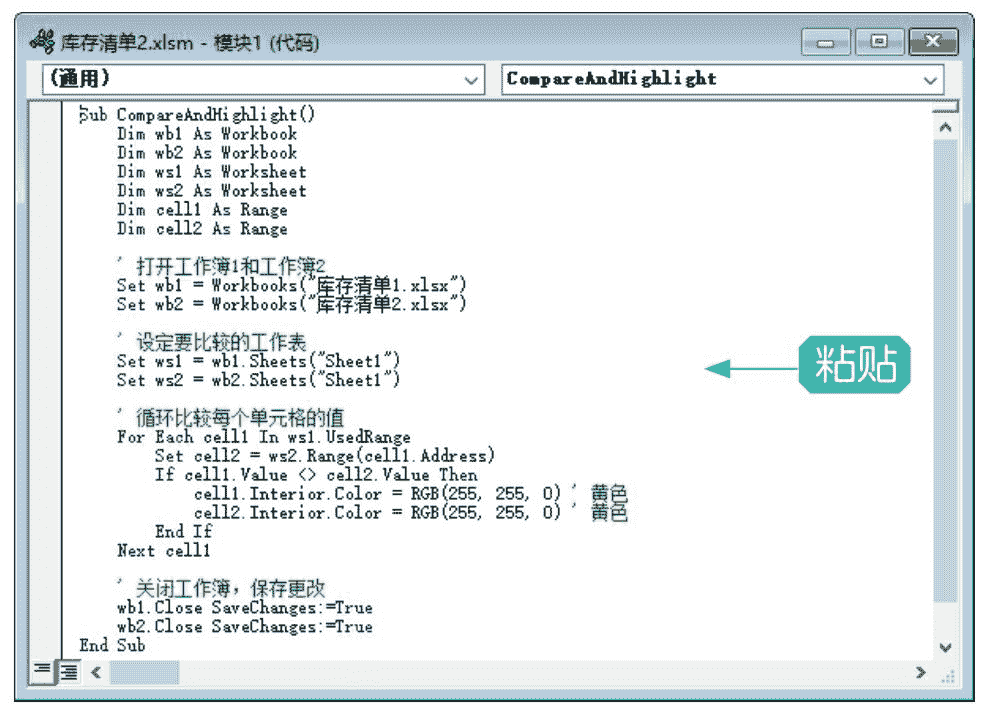 库存清单2.xlsm - 模块1 (代码)
(通用)
CompareAndHighlight
Sub CompareAndHighlight()
    Dim wb1 As Workbook
    Dim wb2 As Workbook
    Dim ws1 As Worksheet
    Dim ws2 As Worksheet
    Dim cell1 As Range
    Dim cell2 As Range
    ' 打开工作簿1和工作簿2
    Set wb1 = Workbooks("库存清单1.xlsx")
    Set wb2 = Workbooks("库存清单2.xlsx")
    ' 设定要比较的工作表
    Set ws1 = wb1.Sheets("Sheet1")
    Set ws2 = wb2.Sheets("Sheet1")
粘贴
    ' 循环比较每个单元格的值
    For Each cell1 In ws1.UsedRange
        Set cell2 = ws2.Range(cell1.Address)
        If cell1.Value <> cell2.Value Then
            cell1.Interior.Color = RGB(255, 255, 0) ' 黄色
            cell2.Interior.Color = RGB(255, 255, 0) ' 黄色
        End If
    Next cell1
    ' 关闭工作簿，保存更改
    wb1.Close SaveChanges:=True
    wb2.Close SaveChanges:=True
End Sub